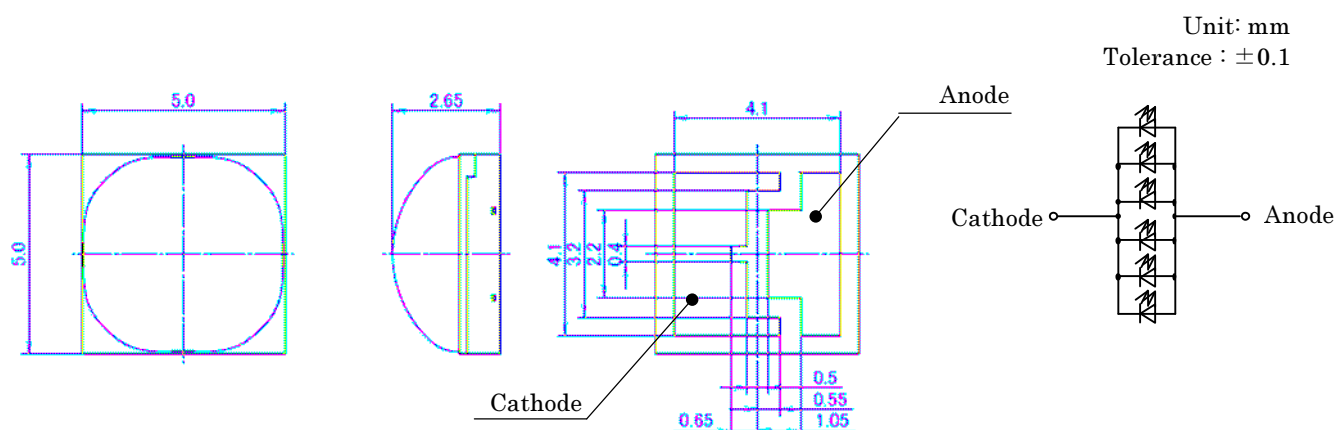 Unit: mm
Tolerance : ±0.1
5.0
2.65
4.1
Anode
5.0
4.1
3.2
2.2
0.4
Cathode
Anode
Cathode
0.5
0.55
0.65
1.05